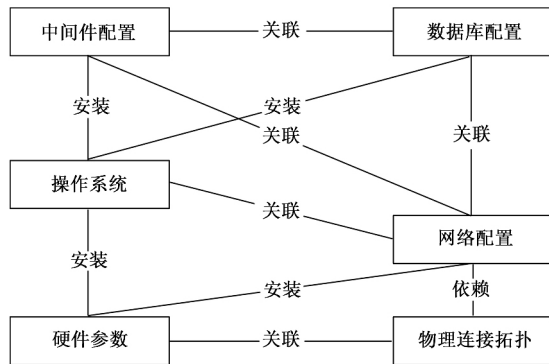 中间件配置
关联
数据库配置
安装
安装
关联
关联
操作系统
关联
网络配置
安装
安装
依赖
硬件参数
关联
物理连接拓扑